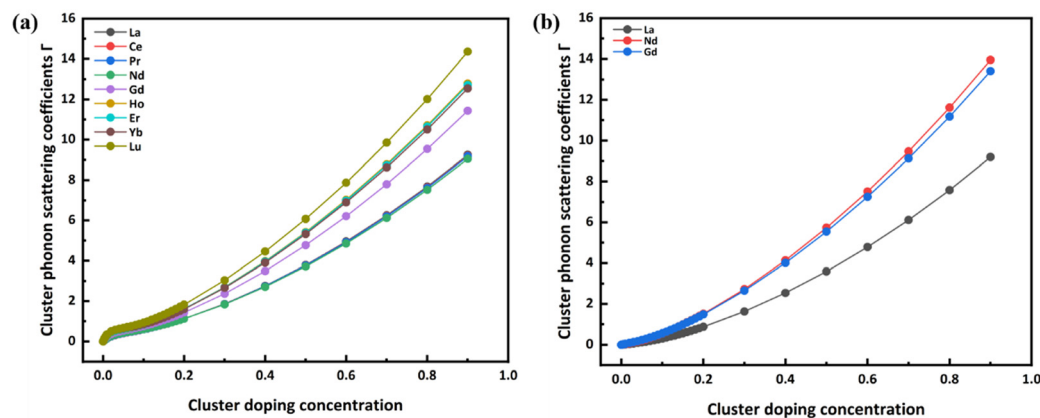 (a)
Cluster phonon scattering coefficients Γ
16
14
12
10
8
6
4
2
0
La
Ce
Pr
Nd
Gd
Ho
Er
Yb
Lu
0.0 0.2 0.4 0.6 0.8 1.0
Cluster doping concentration
(b)
Cluster phonon scattering coefficients Γ
16
14
12
10
8
6
4
2
0
La
Nd
Gd
0.0 0.2 0.4 0.6 0.8 1.0
Cluster doping concentration